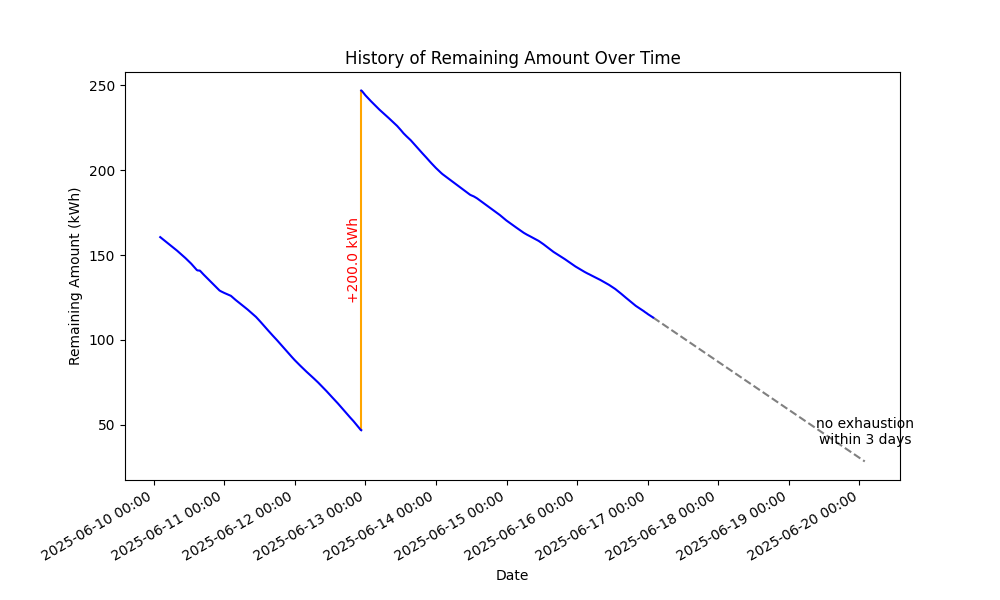 History of Remaining Amount Over Time
Remaining Amount (kWh)
250
200
150
100
50
+200.0 kWh
no exhaustion
within 3 days
2025-06-10 00:00
2025-06-11 00:00
2025-06-12 00:00
2025-06-13 00:00
2025-06-14 00:00
2025-06-15 00:00
2025-06-16 00:00
2025-06-17 00:00
2025-06-18 00:00
2025-06-19 00:00
2025-06-20 00:00
Date